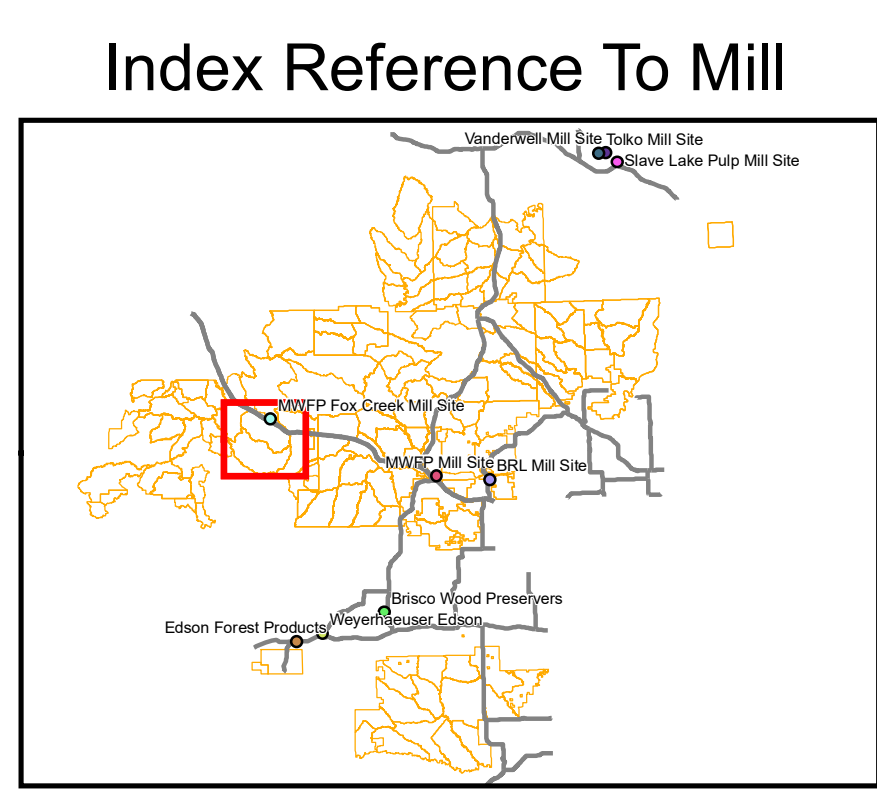 Index Reference To Mill
Vanderwell Mill Site Tolko Mill Site
Slave Lake Pulp Mill Site
MWFP Fox Creek Mill Site
MWFP Mill Site BRL Mill Site
Brisco Wood Preservers
Weyerhaeuser Edson
Edson Forest Products